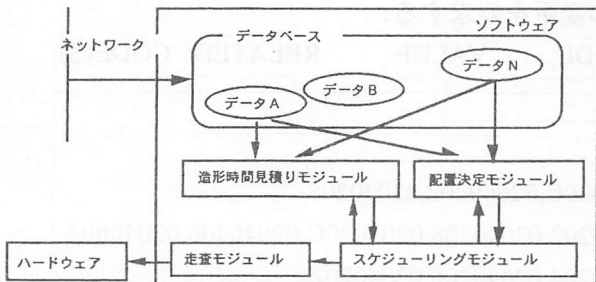 ソフトウェア
ネットワーク
データベース
データN
データB
データA
造形時間見積りモジュール
配置決定モジュール
ハードウェア
走査モジュール
スケジューリングモジュール